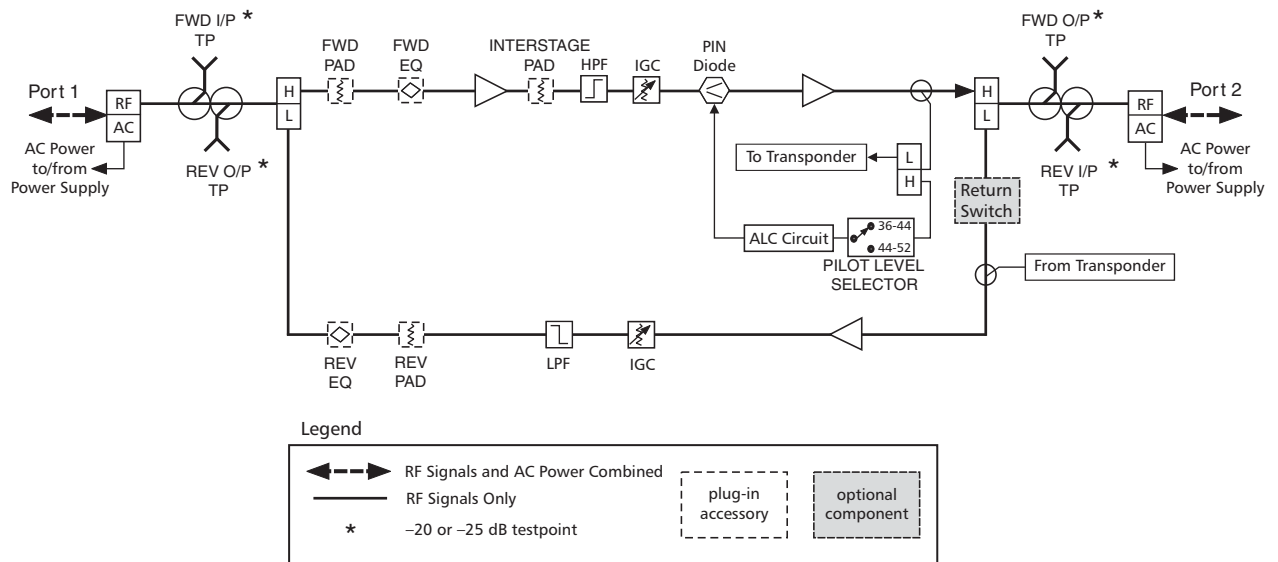 FWD I/P *
TP
FWD
PAD
FWD
EQ
INTERSTAGE
PAD
HPF
IGC
PIN
Diode
FWD O/P *
TP
Port 1
RF
AC
H
L
H
L
RF
AC
Port 2
AC Power
to/from
Power Supply
REV O/P *
TP
To Transponder
L
H
REV I/P *
TP
AC Power
to/from
Power Supply
Return
Switch
ALC Circuit
36-44
44-52
PILOT LEVEL
SELECTOR
From Transponder
REV
EQ
REV
PAD
LPF
IGC
Legend
RF Signals and AC Power Combined
RF Signals Only
* –20 or –25 dB testpoint
plug-in
accessory
optional
component